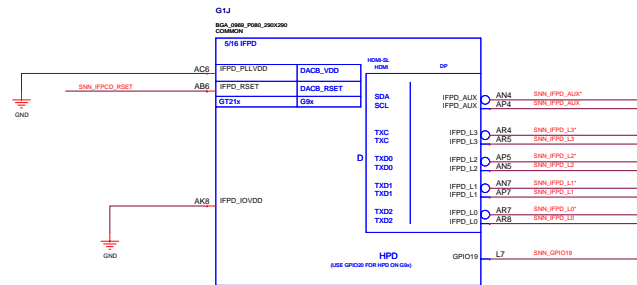 G1J
BGA_0969_P080_290X290
COMMON
5/16 IFPD
HDMI-SL
HDMI
DP
AC6 IFPD_PLLVDD DACB_VDD
SNN_IFPCD_RSET AB6 IFPD_RSET DACB_RSET
GT21x G9x
GND
SDA IFPD_AUX AN4 SNN_IFPD_AUX*
SCL IFPD_AUX AP4 SNN_IFPD_AUX
TXC IFPD_L3 AR4 SNN_IFPD_L3*
TXC IFPD_L3 AR5 SNN_IFPD_L3
D
TXD0 IFPD_L2 AP5 SNN_IFPD_L2*
TXD0 IFPD_L2 AN5 SNN_IFPD_L2
TXD1 IFPD_L1 AN7 SNN_IFPD_L1*
TXD1 IFPD_L1 AP7 SNN_IFPD_L1
AK8 IFPD_IOVDD
TXD2 IFPD_L0 AR7 SNN_IFPD_L0*
TXD2 IFPD_L0 AR8 SNN_IFPD_L0
GND
HPD GPIO19 L7 SNN_GPIO19
(USE GPIO20 FOR HPD ON G9x)